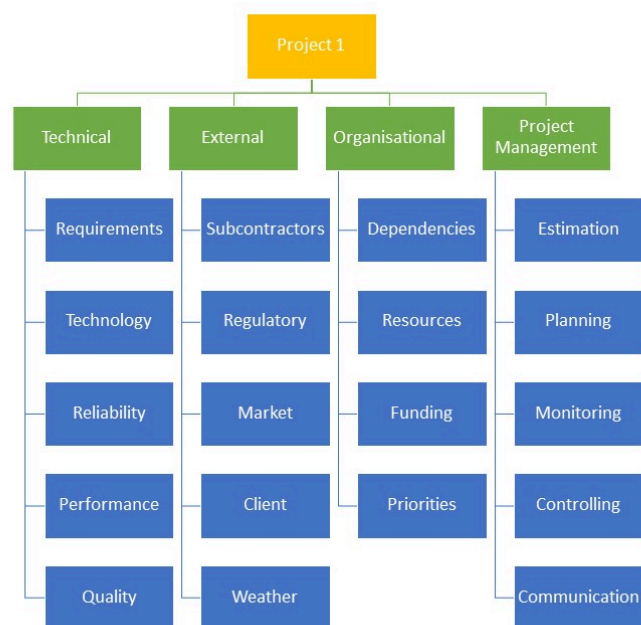 Project 1
Technical
External
Organisational
Project
Management
Requirements
Subcontractors
Dependencies
Estimation
Technology
Regulatory
Resources
Planning
Reliability
Market
Funding
Monitoring
Performance
Client
Priorities
Controlling
Quality
Weather
Communication